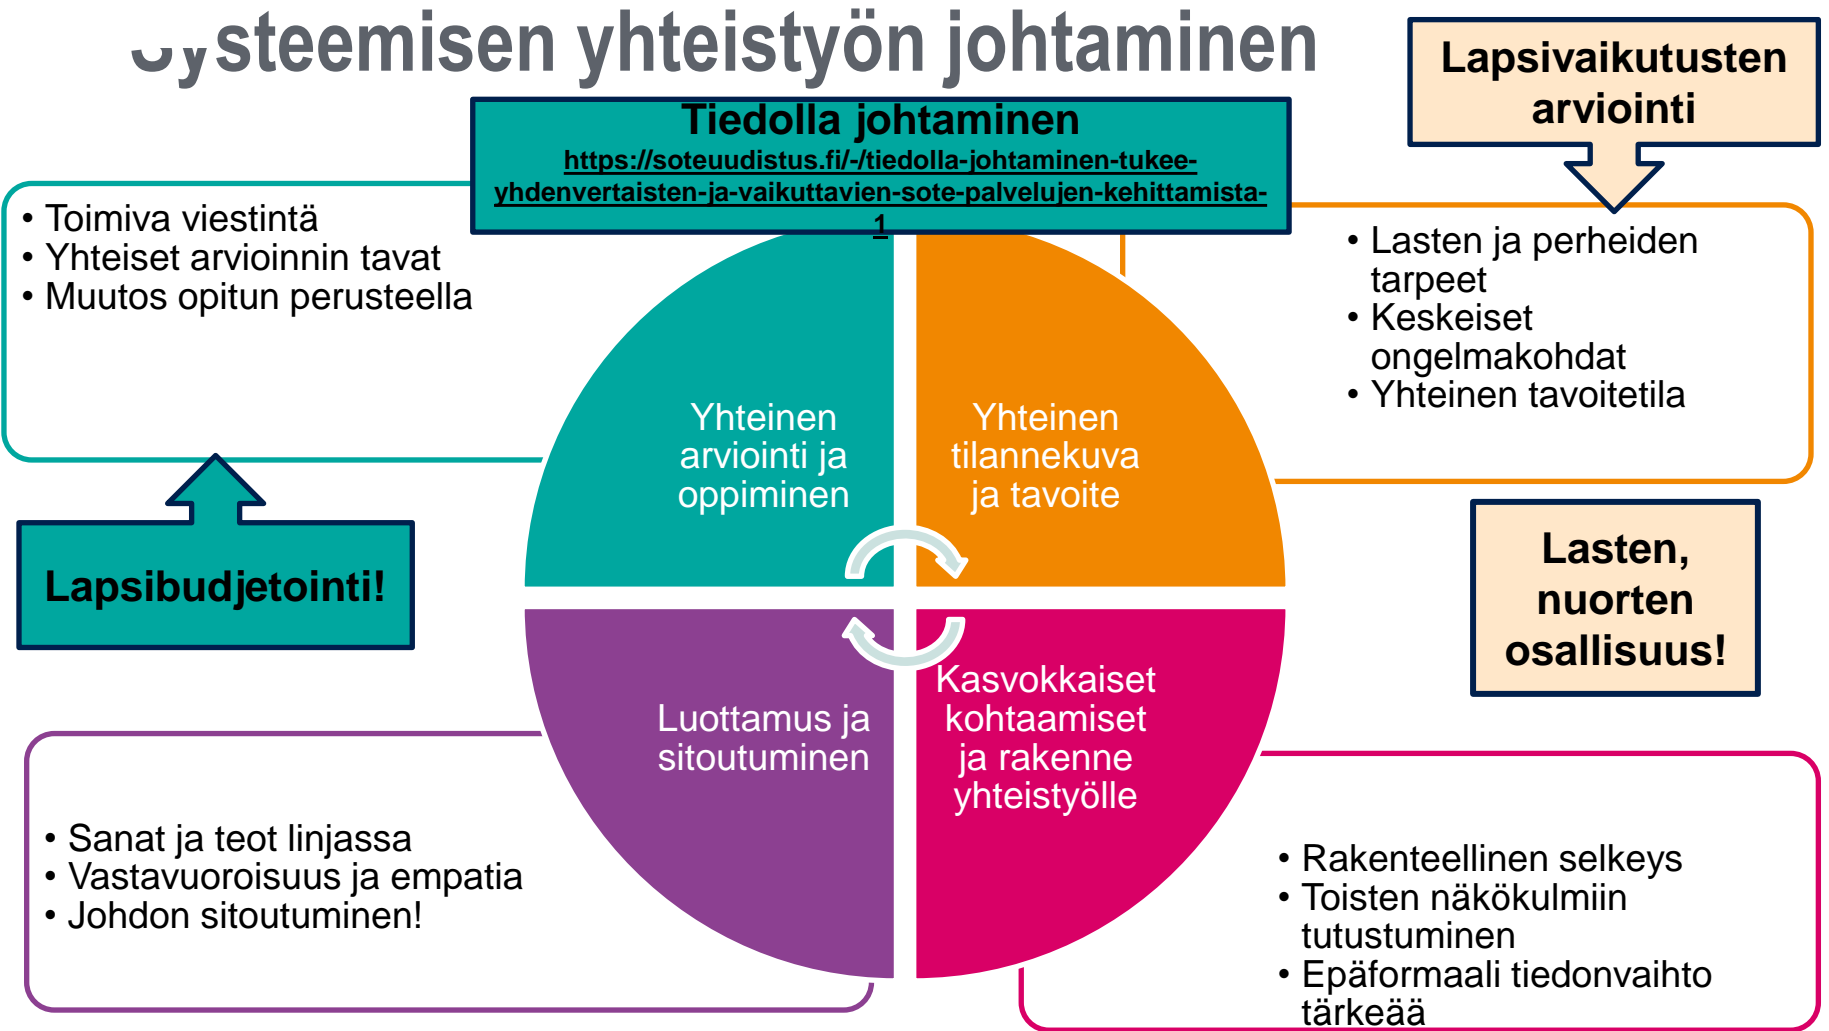 Systeemisen yhteistyön johtaminen
Lapsivaikutusten
arviointi
Tiedolla johtaminen
https://soteuudistus.fi/-/tiedolla-johtaminen-tukee-
yhdenvertaisten-ja-vaikuttavien-sote-palvelujen-kehittamista-
1
• Toimiva viestintä
• Yhteiset arvioinnin tavat
• Muutos opitun perusteella
• Lasten ja perheiden
tarpeet
• Keskeiset
ongelmakohdat
• Yhteinen tavoitetila
Yhteinen
arviointi ja
oppiminen
Yhteinen
tilannekuva
ja tavoite
Lapsibudjetointi!
Lasten,
nuorten
osallisuus!
Luottamus ja
sitoutuminen
Kasvokkaiset
kohtaamiset
ja rakenne
yhteistyölle
• Sanat ja teot linjassa
• Vastavuoroisuus ja empatia
• Johdon sitoutuminen!
• Rakenteellinen selkeys
• Toisten näkökulmiin
tutustuminen
• Epäformaali tiedonvaihto
tärkeää